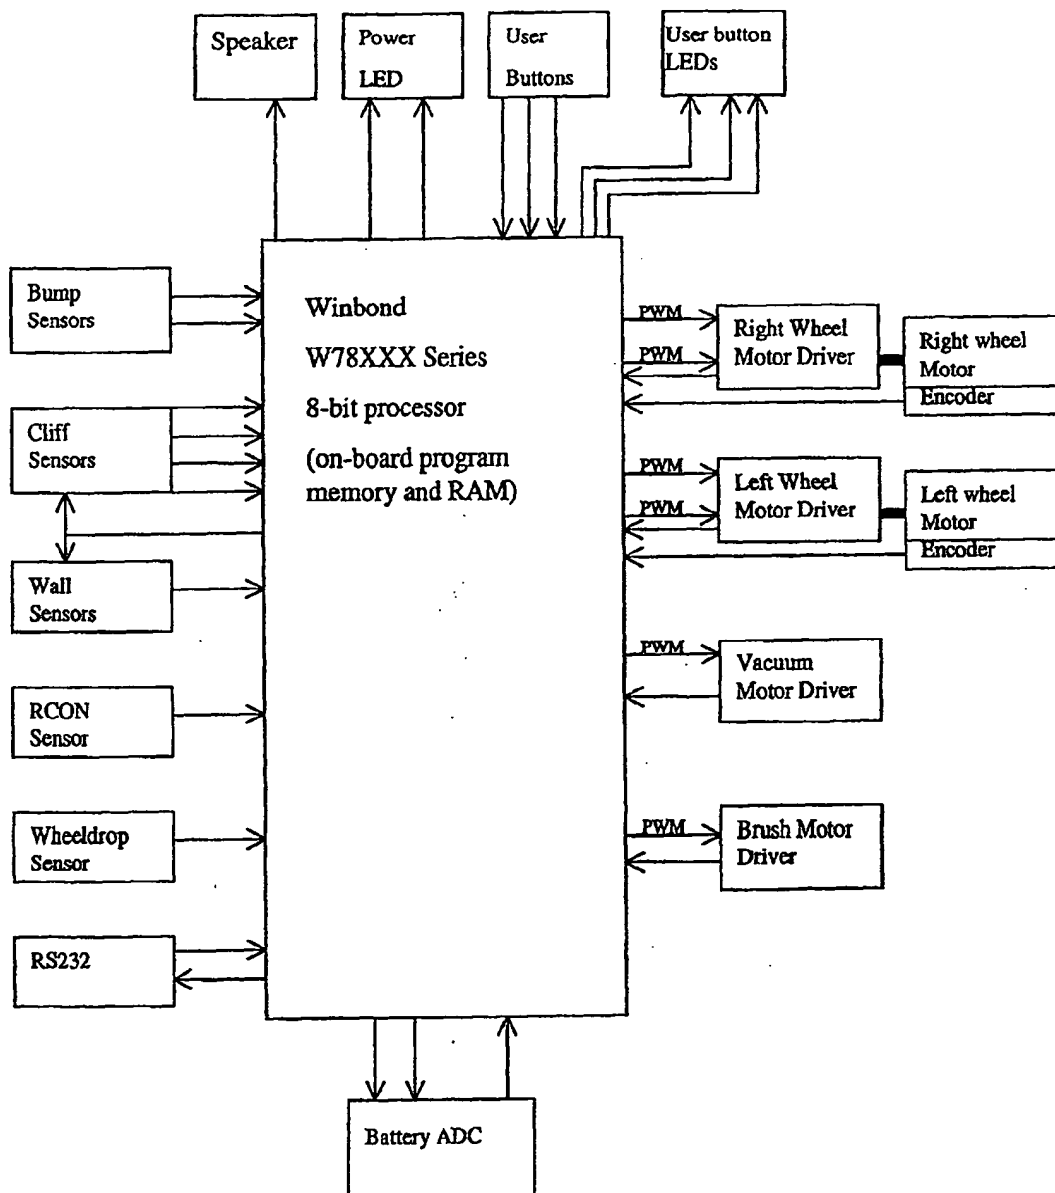 Speaker
Power
LED
User
Buttons
User button
LEDs
Bump
Sensors
Cliff
Sensors
Wall
Sensors
RCON
Sensor
Wheeldrop
Sensor
RS232
Winbond
W78XXX Series
8-bit processor
(on-board program
memory and RAM)
PWM
PWM
Right Wheel
Motor Driver
Right wheel
Motor
Encoder
PWM
PWM
Left Wheel
Motor Driver
Left wheel
Motor
Encoder
PWM
Vacuum
Motor Driver
PWM
Brush Motor
Driver
Battery ADC